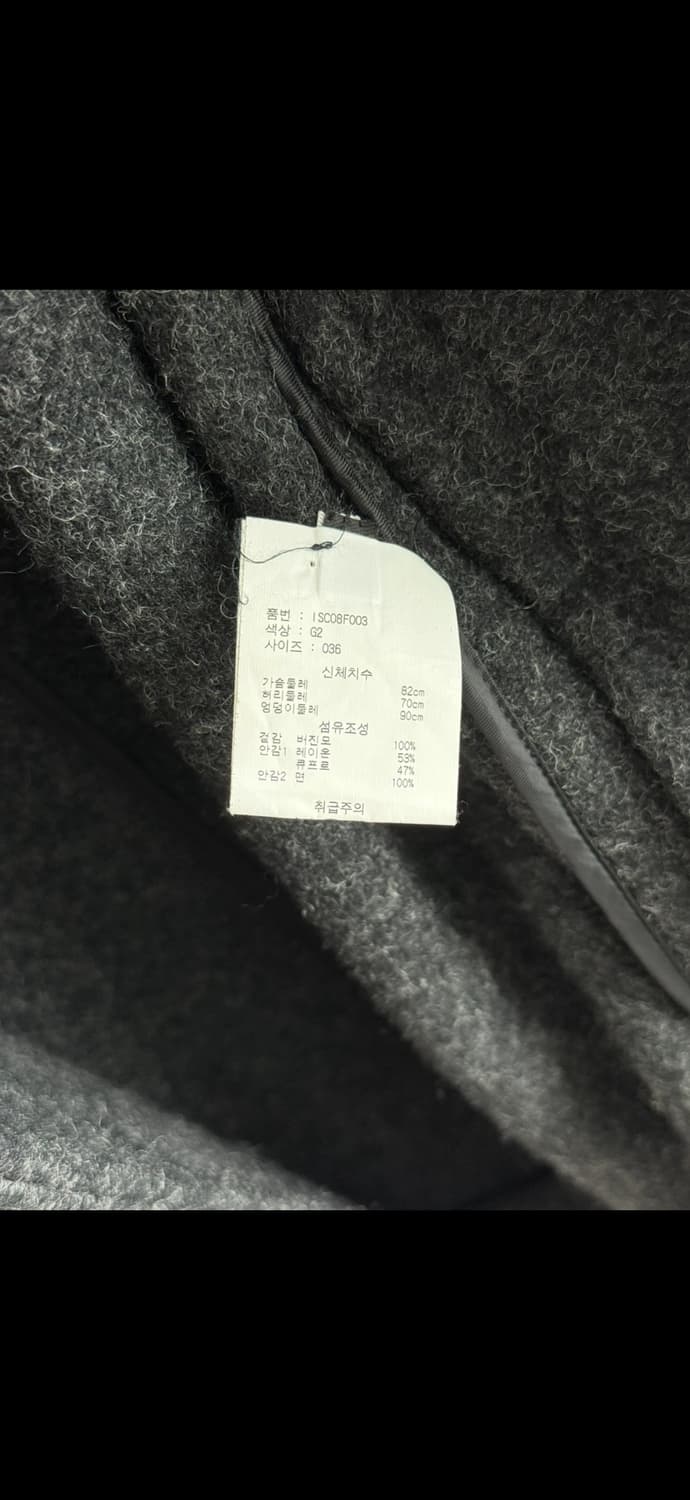 품번 : ISC08F003
색상 : G2
사이즈 : 036
신체치수
가슴둘레 82cm
허리둘레 70cm
엉덩이둘레 90cm
섬유조성
겉감 버진모 100%
안감1 레이온 53%
큐프로 47%
안감2 면 100%
취급주의